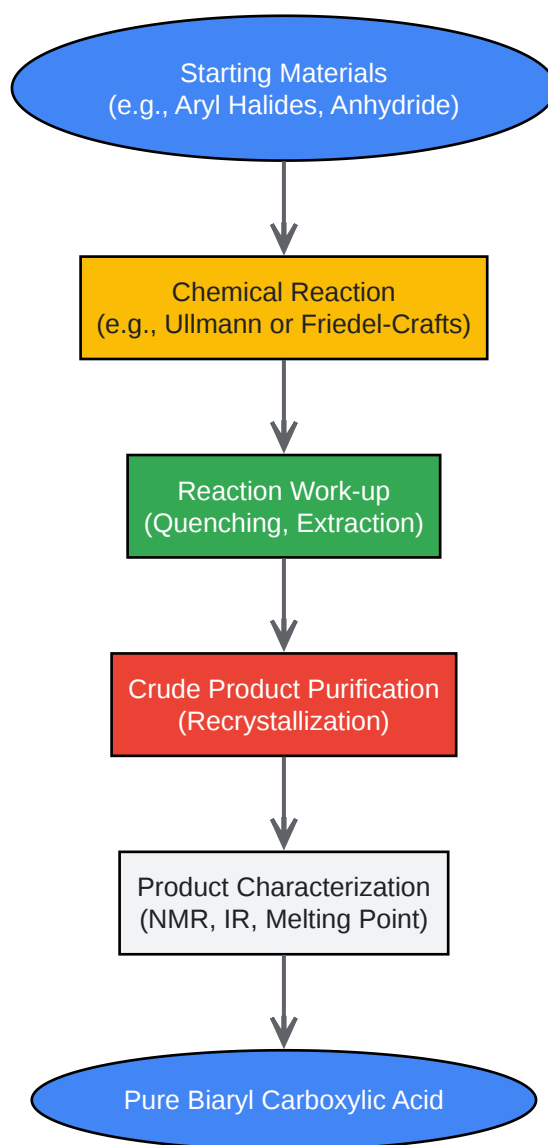 Starting Materials
(e.g., Aryl Halides, Anhydride)
Chemical Reaction
(e.g., Ullmann or Friedel-Crafts)
Reaction Work-up
(Quenching, Extraction)
Crude Product Purification
(Recrystallization)
Product Characterization
(NMR, IR, Melting Point)
Pure Biaryl Carboxylic Acid